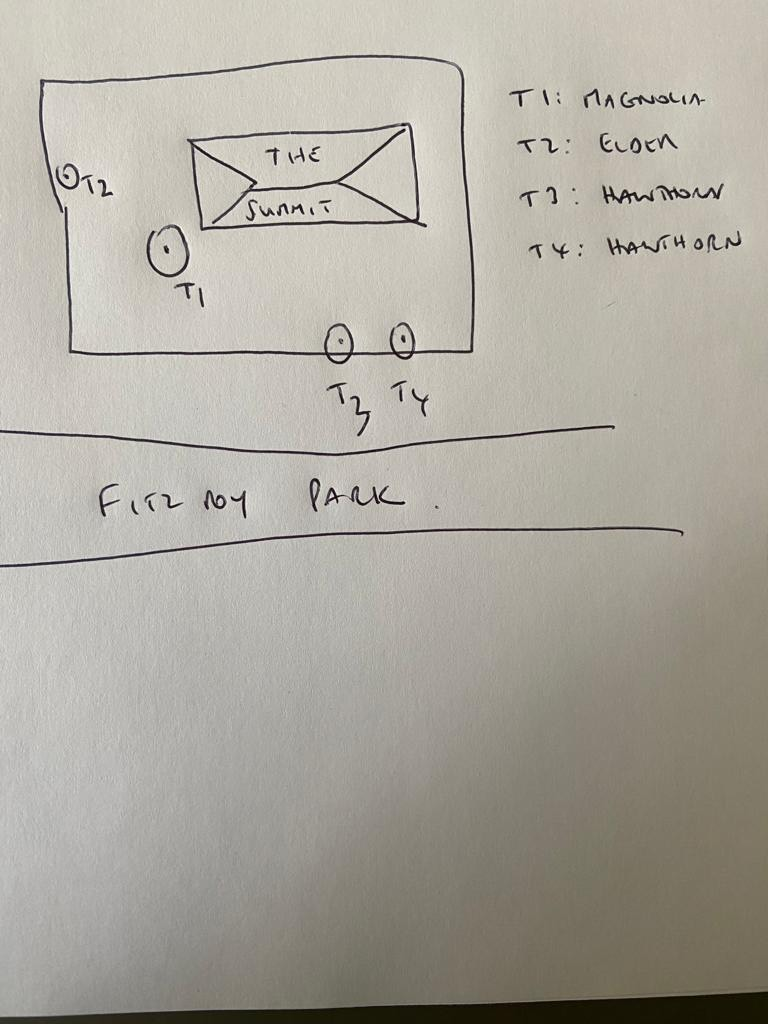 THE
SUMMIT
T2
T1
T3 T4
FITZROY PARK.
T1: MAGNOLIA
T2: ELDER
T3: HAWTHORN
T4: HAWTHORN